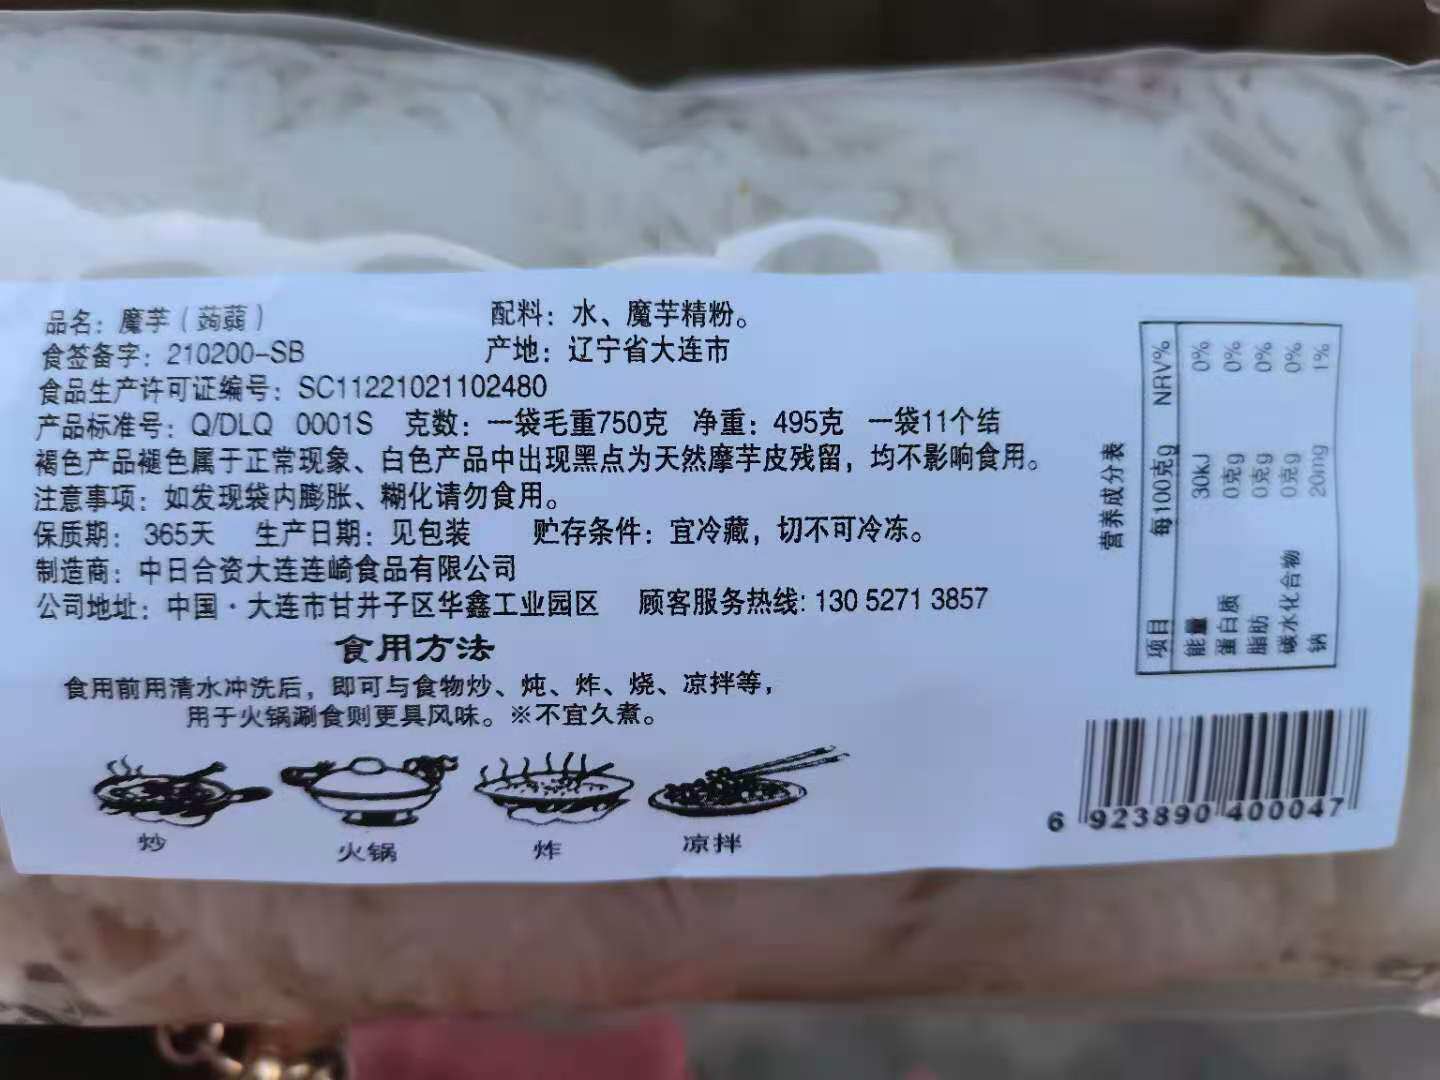 品名：魔芋（蒟蒻）
配料：水、魔芋精粉。
食签备字：210200-SB
产地：辽宁省大连市
食品生产许可证编号：SC11221021102480
产品标准号：Q/DLQ 0001S 克数：一袋毛重750克 净重：495克 一袋11个结
褐色产品褪色属于正常现象、白色产品中出现黑点为天然摩芋皮残留，均不影响食用。
注意事项：如发现袋内膨胀、糊化请勿食用。
保质期：365天 生产日期：见包装 贮存条件：宜冷藏，切不可冷冻。
制造商：中日合资大连连崎食品有限公司
公司地址：中国·大连市甘井子区华鑫工业园区 顾客服务热线: 130 5271 3857
食用方法
食用前用清水冲洗后，即可与食物炒、炖、炸、烧、凉拌等，
用于火锅涮食则更具风味。※不宜久煮。
炒 火锅 炸 凉拌
营养成分表
项目 每100克g NRV%
能量 30KJ 0%
蛋白质 0克g 0%
脂肪 0克g 0%
碳水化合物 0克g 0%
钠 20mg 1%
6 923890 400047